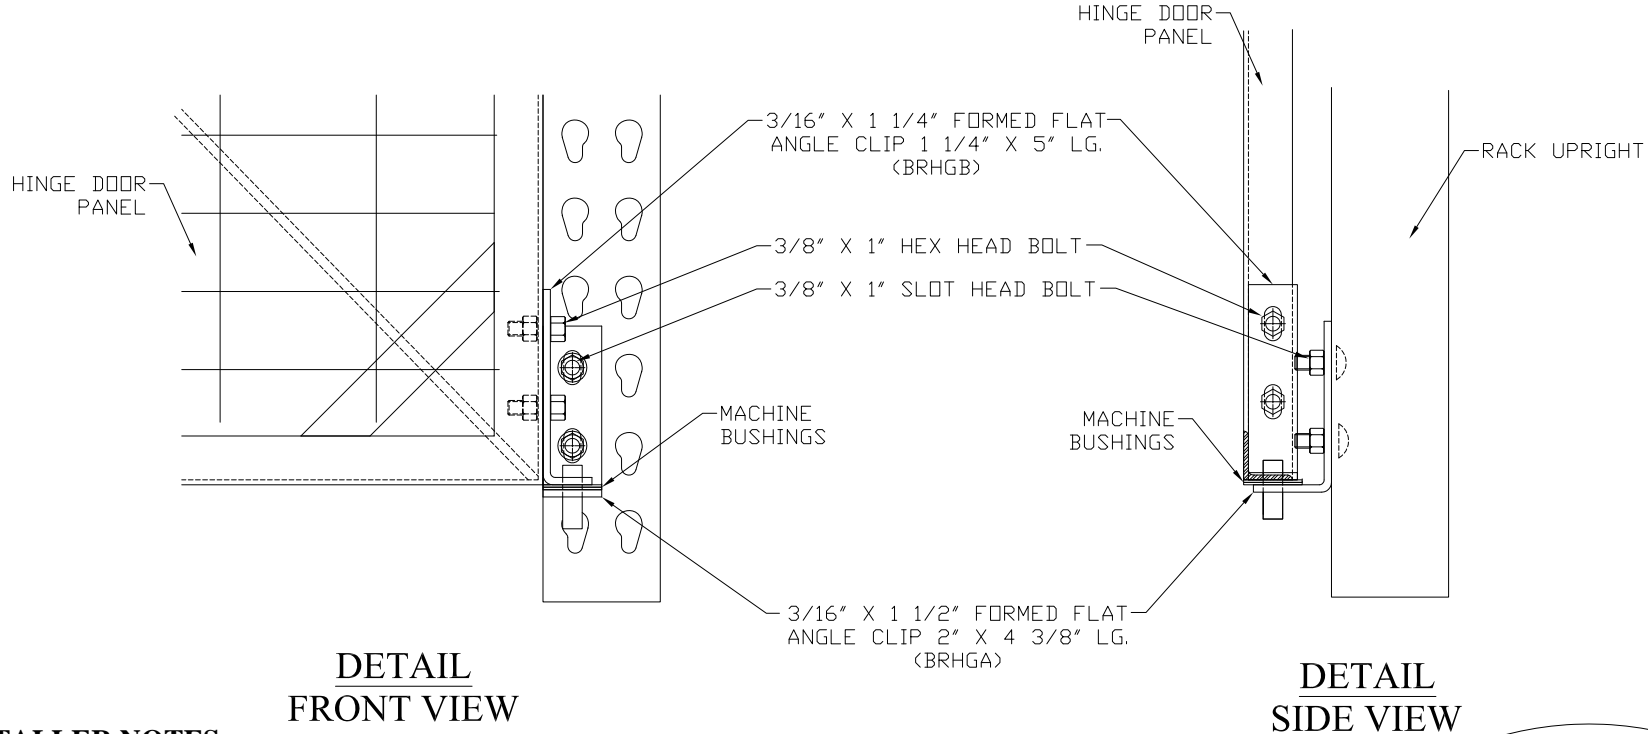 HINGE DOOR
PANEL
3/16" X 1 1/4" FORMED FLAT
ANGLE CLIP 1 1/4" X 5" LG.
(BRHGB)
RACK UPRIGHT
HINGE DOOR
PANEL
3/8" X 1" HEX HEAD BOLT
3/8" X 1" SLOT HEAD BOLT
MACHINE
BUSHINGS
MACHINE
BUSHINGS
3/16" X 1 1/2" FORMED FLAT
ANGLE CLIP 2" X 4 3/8" LG.
(BRHGA)
DETAIL
FRONT VIEW
DETAIL
SIDE VIEW